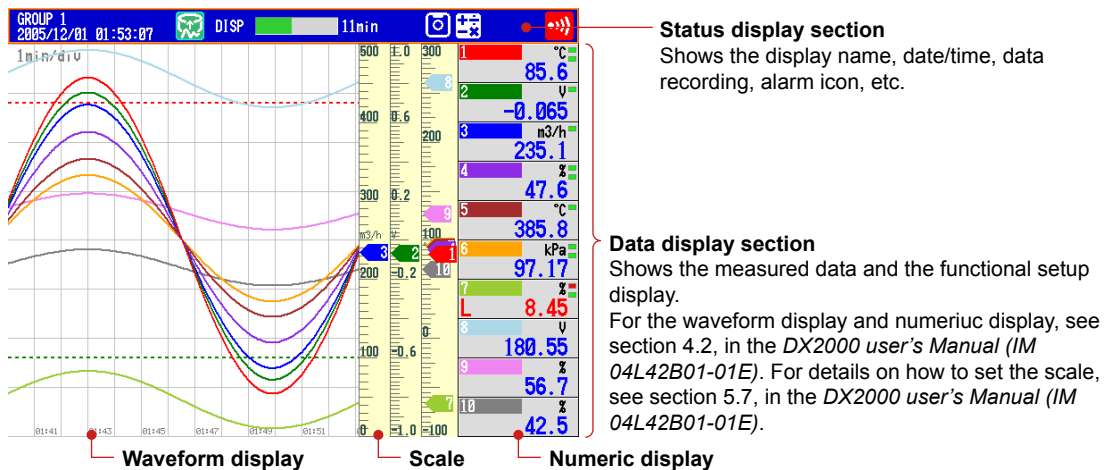 GROUP 1
2005/12/01 01:53:07
DISP
11min
1min/div
500
1.0
300
400
0.6
200
300
0.2
100
m3/h
V
200
-0.2
0
100
-0.6
0
-1.0
-100
8
9
3
2
1
10
7
01:41
01:43
01:45
01:47
01:49
01:51
1 °C
85.6
2 V
-0.065
3 m3/h
235.1
4 %
47.6
5 °C
385.8
6 kPa
97.17
7 %
L 8.45
8 V
180.55
9 %
56.7
10 %
42.5
Status display section
Shows the display name, date/time, data
recording, alarm icon, etc.
Data display section
Shows the measured data and the functional setup
display.
For the waveform display and numeriuc display, see
section 4.2, in the DX2000 user's Manual (IM
04L42B01-01E). For details on how to set the scale,
see section 5.7, in the DX2000 user's Manual (IM
04L42B01-01E).
Waveform display
Scale
Numeric display